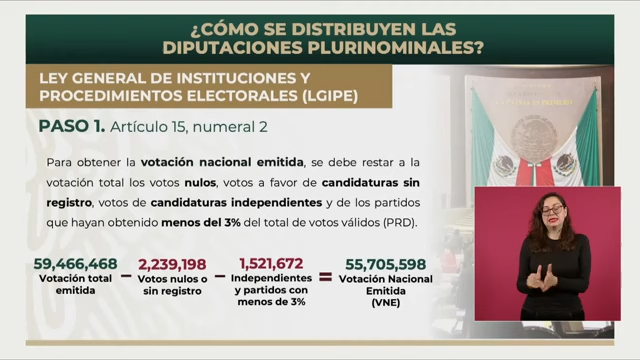 ¿CÓMO SE DISTRIBUYEN LAS
DIPUTACIONES PLURINOMINALES?
LEY GENERAL DE INSTITUCIONES Y
PROCEDIMIENTOS ELECTORALES (LGIPE)
PASO 1. Artículo 15, numeral 2
Para obtener la votación nacional emitida, se debe restar a la
votación total los votos nulos, votos a favor de candidaturas sin
registro, votos de candidaturas independientes y de los partidos
que hayan obtenido menos del 3% del total de votos válidos (PRD).
59,466,468 – 2,239,198 – 1,521,672 = 55,705,598
Votación total
emitida
Votos nulos o
sin registro
Independientes
y partidos con
menos de 3%
Votación Nacional
Emitida
(VNE)